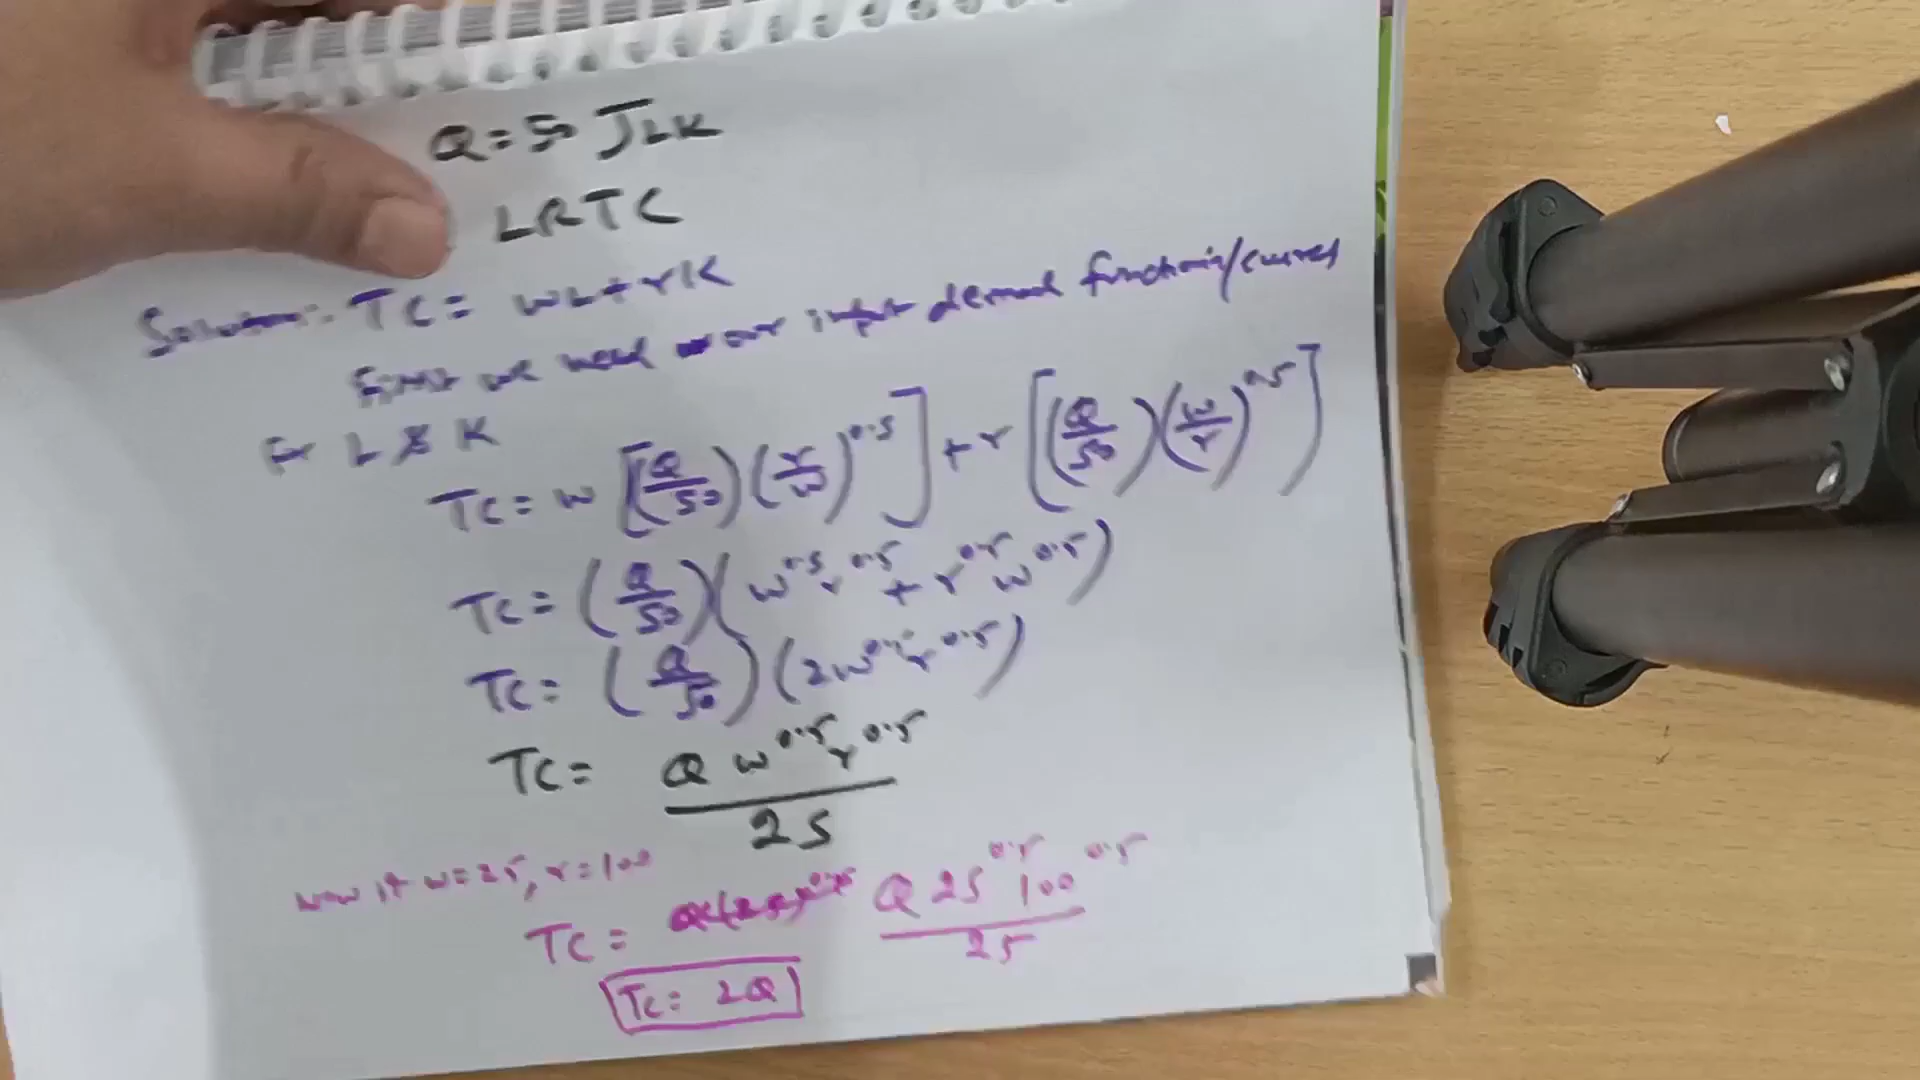 Q = 50 √LK
LRTC
Solution:- TC = wL + rK
First we need our input demand functions/curves
for L & K
TC = w [(Q/50)(r/w)^0.5] + r [(Q/50)(w/r)^0.5]
TC = (Q/50)(w^0.5 r^0.5 + r^0.5 w^0.5)
TC = (Q/50)(2w^0.5 r^0.5)
TC = Q w^0.5 r^0.5 / 25
Now if w = 25, r = 100
TC = Q 25^0.5 100^0.5 / 25
TC = 2Q